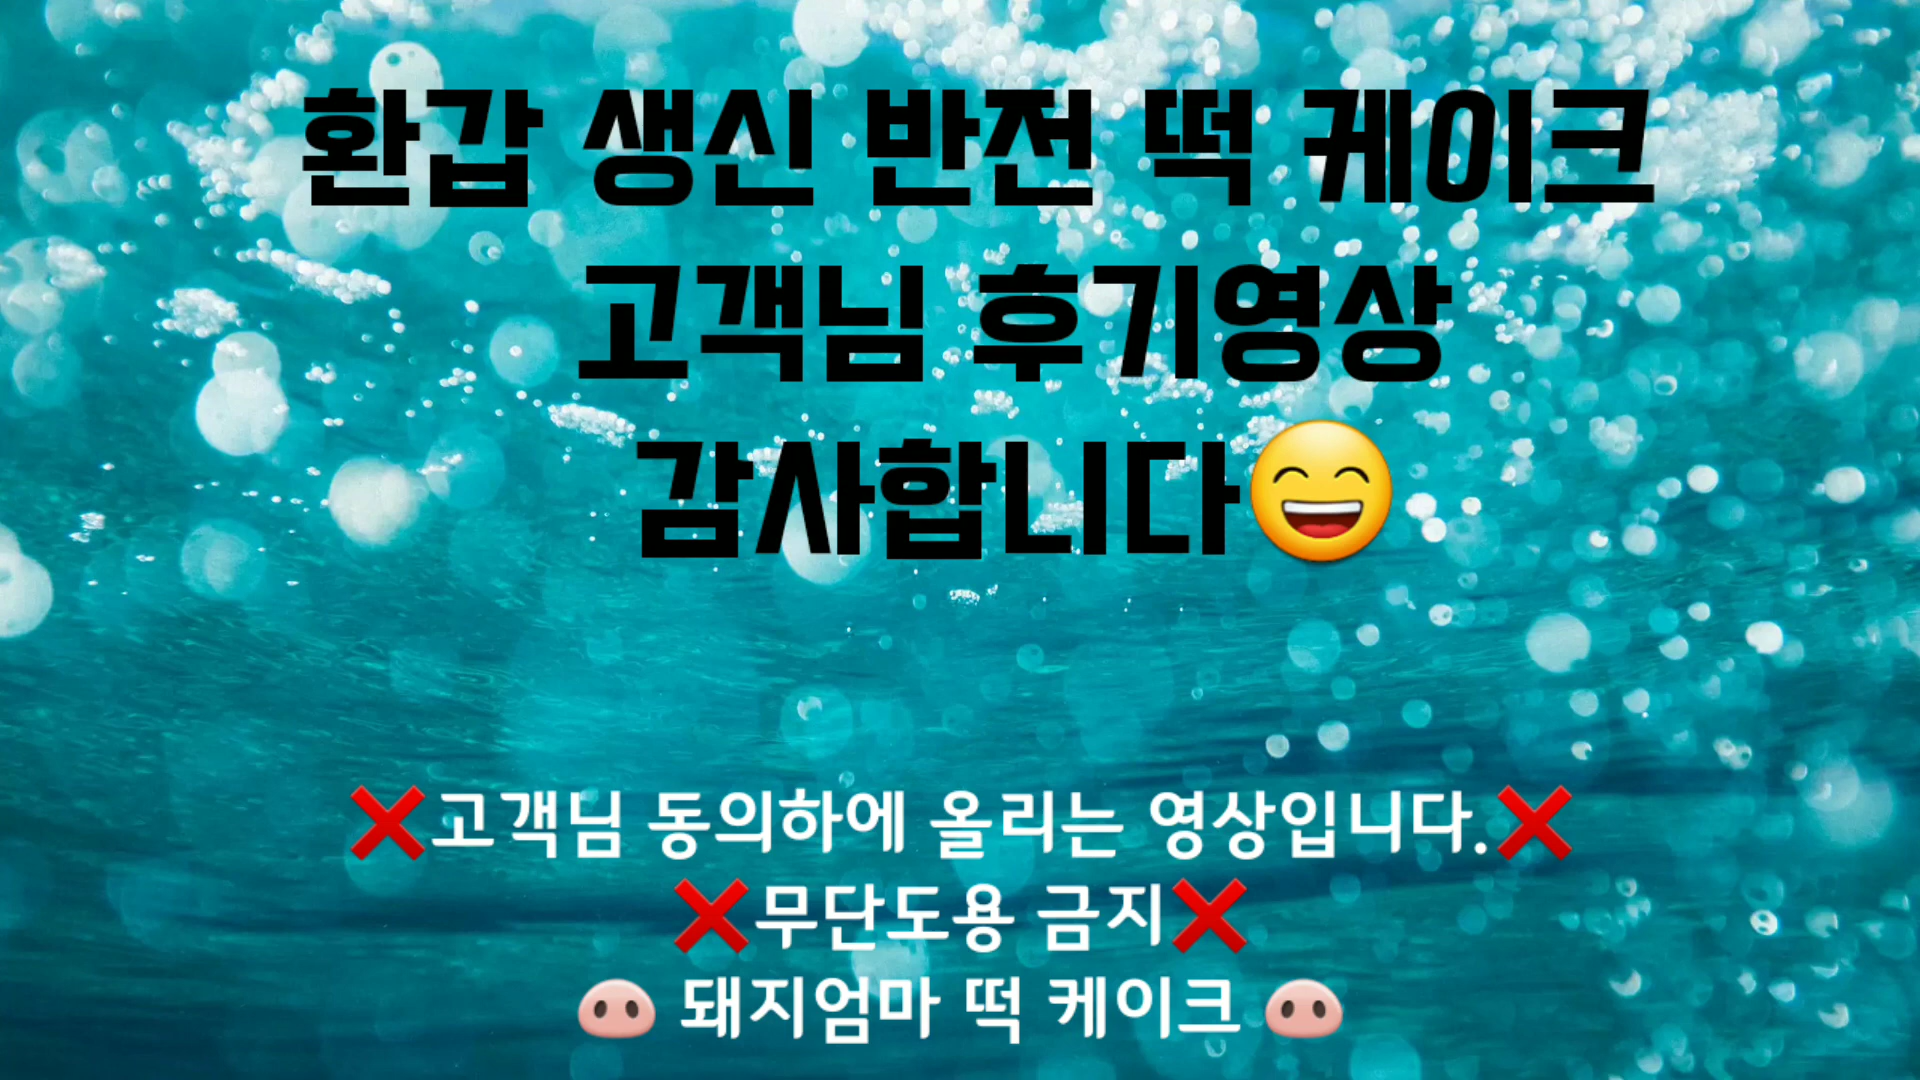 환갑 생신 반전 떡 케이크
고객님 후기영상
감사합니다😄
❌고객님 동의하에 올리는 영상입니다.❌
❌무단도용 금지❌
🐽 돼지엄마 떡 케이크 🐽